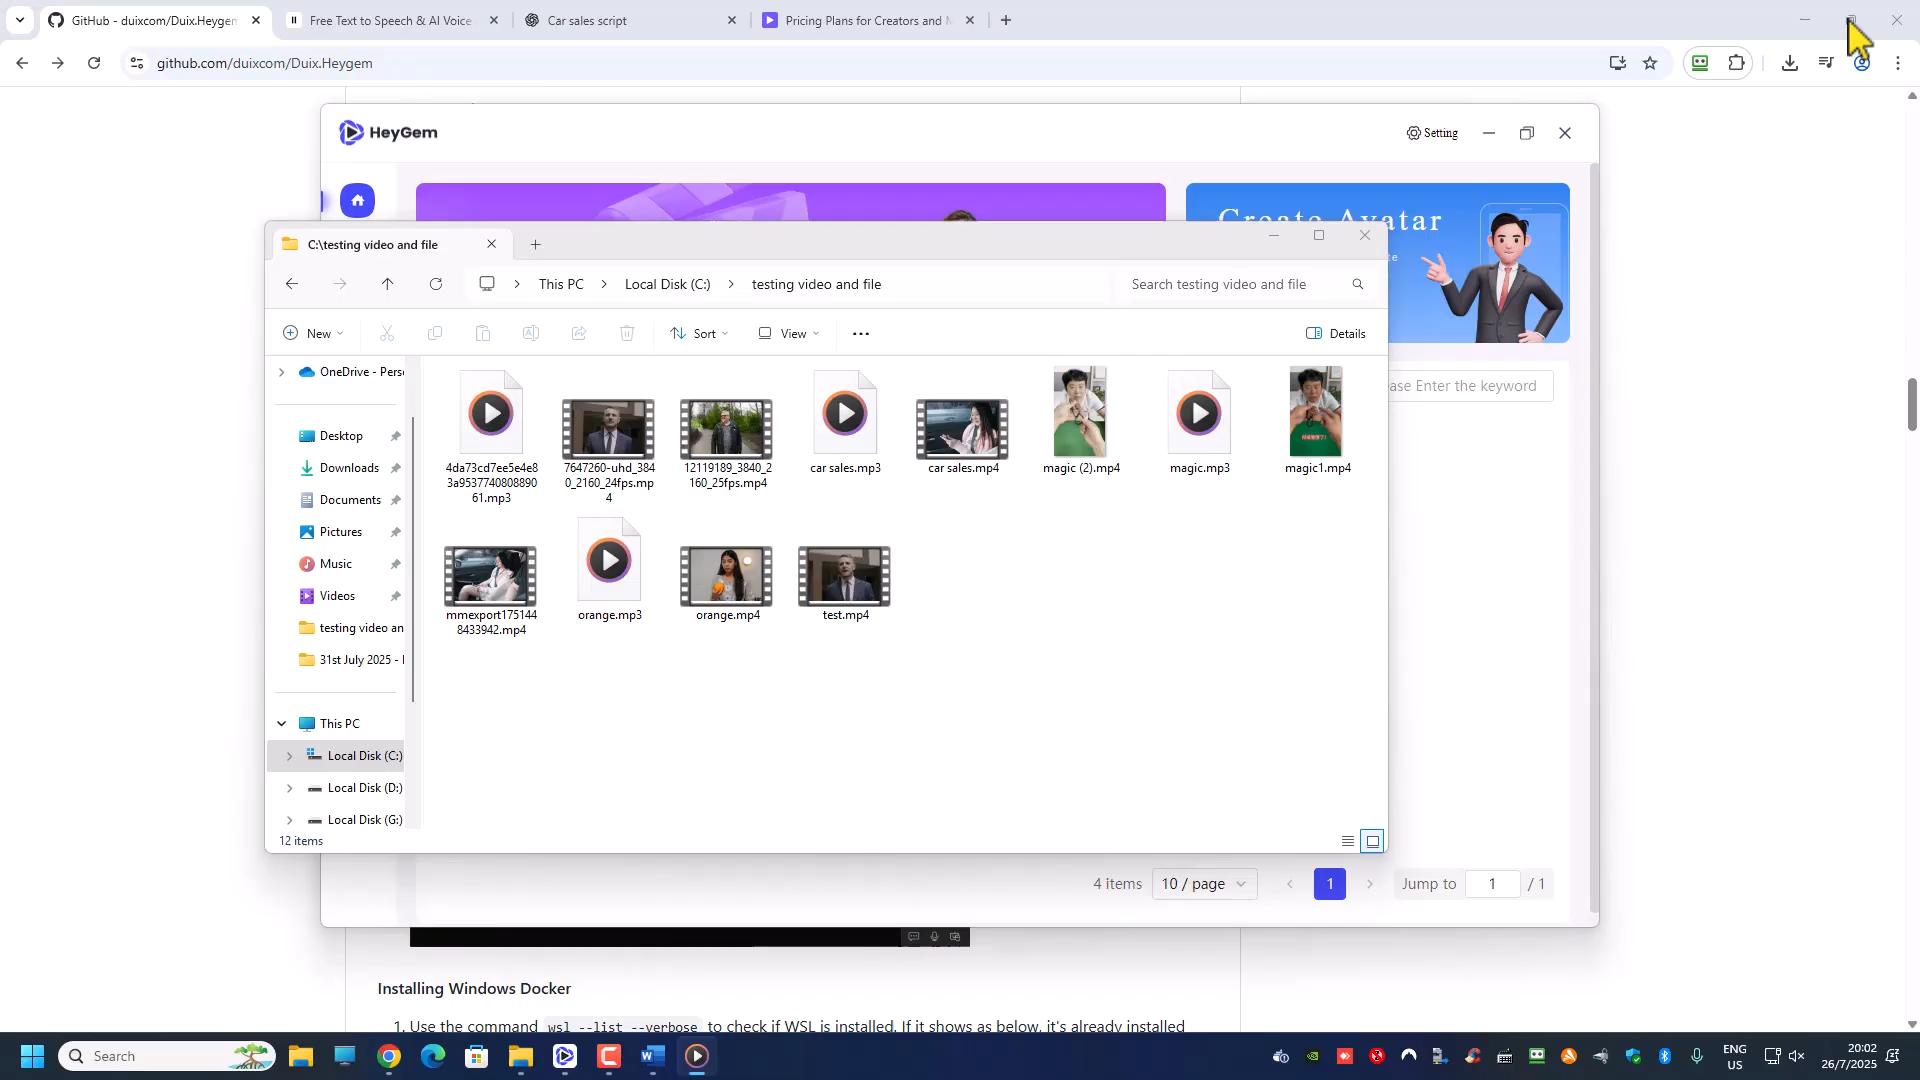 GitHub - duixcom/Duix.Heygem
Free Text to Speech & AI Voice
Car sales script
Pricing Plans for Creators and
github.com/duixcom/Duix.Heygem
HeyGem
Setting
Create Avatar
C:\testing video and file
This PC
Local Disk (C:)
testing video and file
Search testing video and file
New
Sort
View
Details
OneDrive - Pers
Desktop
Downloads
Documents
Pictures
Music
Videos
testing video an
31st July 2025 -
This PC
Local Disk (C:)
Local Disk (D:)
Local Disk (G:)
4da73cd7ee5e4e8
3a9537740808890
61.mp3
7647260-uhd_384
0_2160_24fps.mp
4
12119189_3840_2
160_25fps.mp4
car sales.mp3
car sales.mp4
magic (2).mp4
magic.mp3
magic1.mp4
mmexport175144
8433942.mp4
orange.mp3
orange.mp4
test.mp4
12 items
ase Enter the keyword
4 items
10 / page
1
Jump to
1
/ 1
Installing Windows Docker
1. Use the command wsl --list --verbose to check if WSL is installed. If it shows as below, it's already installed
Search
ENG
US
20:02
26/7/2025